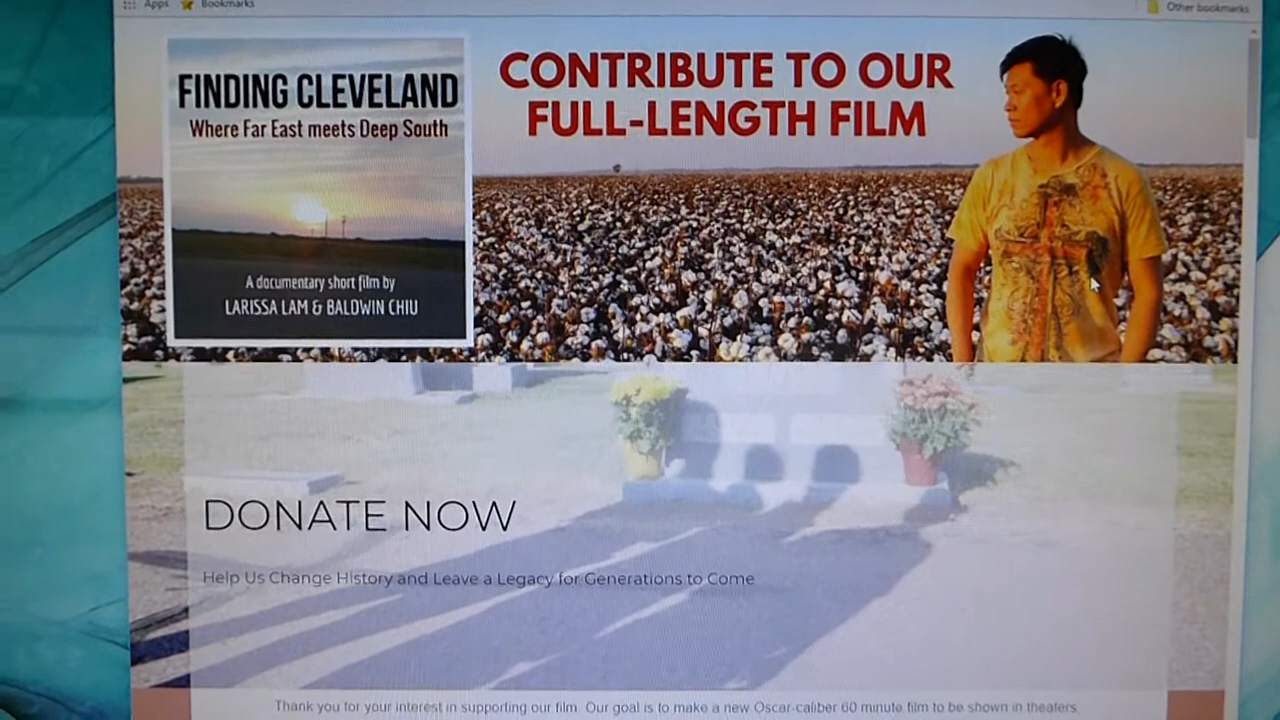 Apps Bookmarks
Other bookmarks
FINDING CLEVELAND
Where Far East meets Deep South
A documentary short film by
LARISSA LAM & BALDWIN CHIU
CONTRIBUTE TO OUR
FULL-LENGTH FILM
DONATE NOW
Help Us Change History and Leave a Legacy for Generations to Come
Thank you for your interest in supporting our film. Our goal is to make a new Oscar-caliber 60 minute film to be shown in theaters.